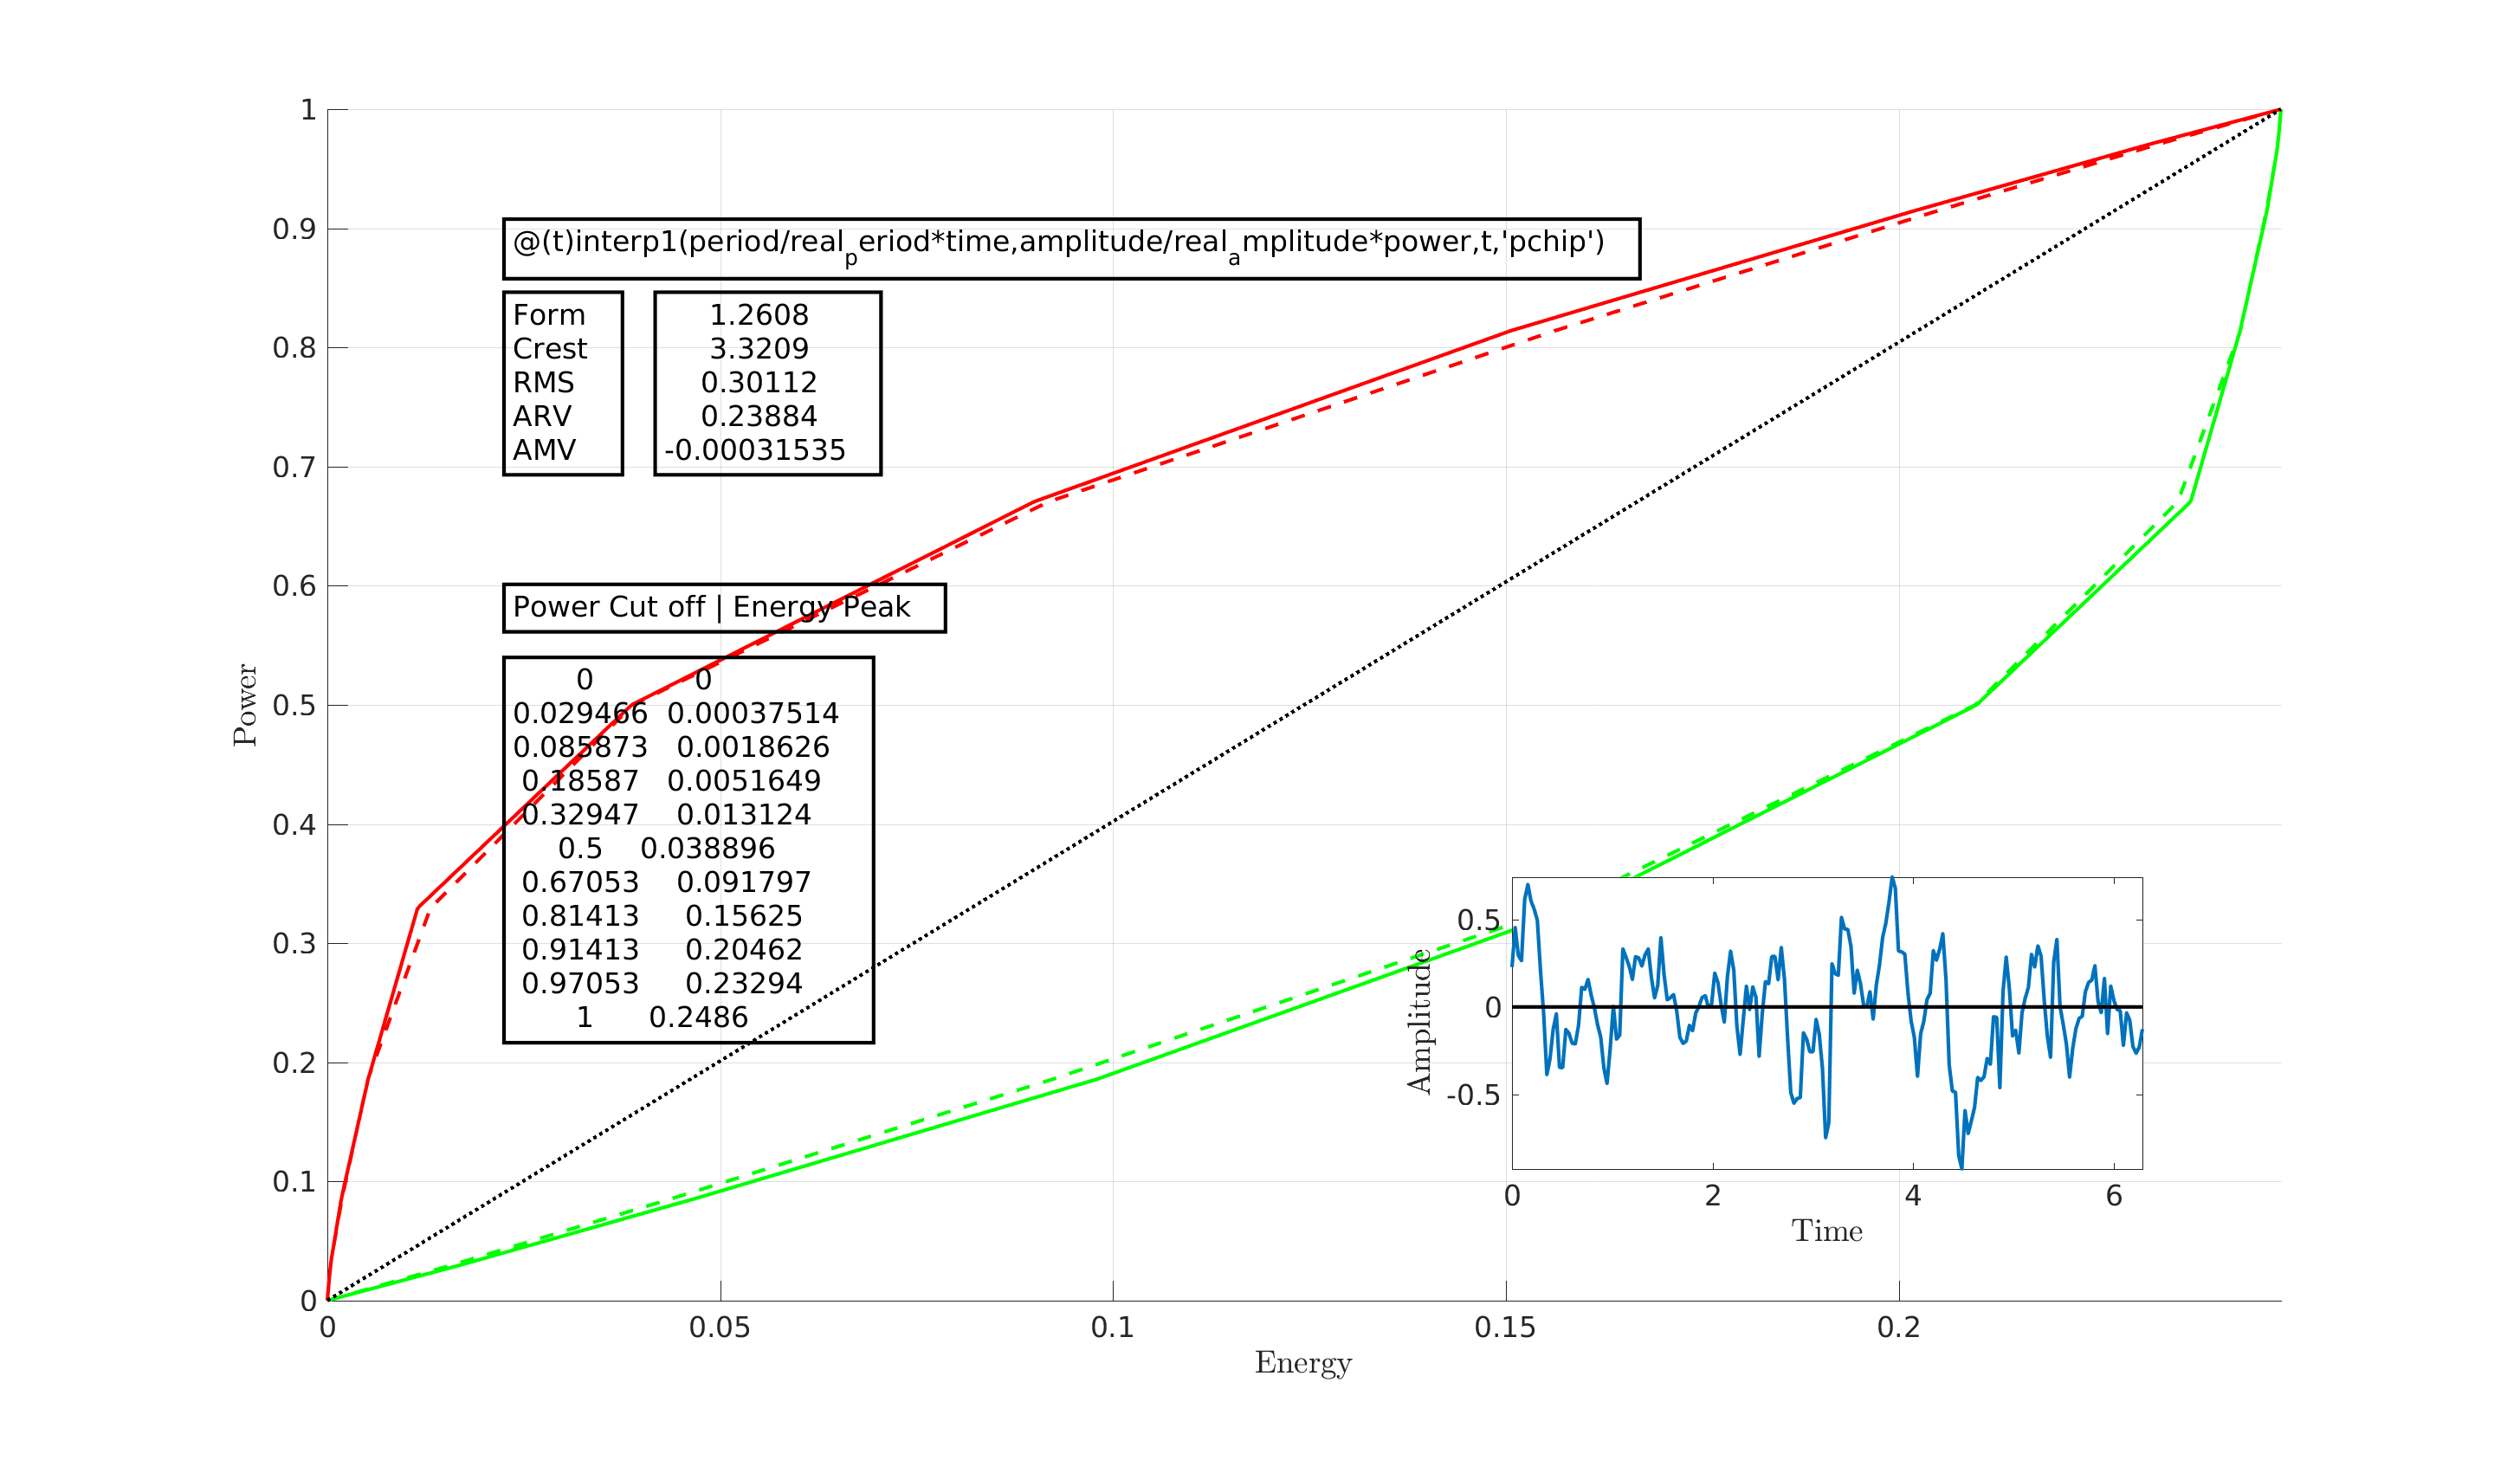 1
0.9
0.8
0.7
0.6
0.5
0.4
0.3
0.2
0.1
0
Power
@(t)interp1(period/real_period*time,amplitude/real_amplitude*power,t,'pchip')
Form 1.2608
Crest 3.3209
RMS 0.30112
ARV 0.23884
AMV -0.00031535
Power Cut off | Energy Peak
0 0
0.029466 0.00037514
0.085873 0.0018626
0.18587 0.0051649
0.32947 0.013124
0.5 0.038896
0.67053 0.091797
0.81413 0.15625
0.91413 0.20462
0.97053 0.23294
1 0.2486
0.5
0
-0.5
Amplitude
0 2 4 6
Time
0 0.05 0.1 0.15 0.2
Energy